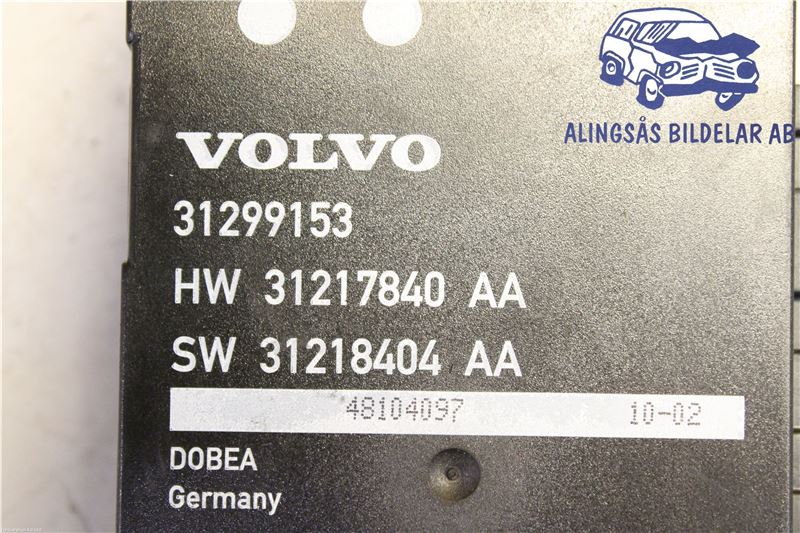 ALINGSÅS BILDELAR AB
VOLVO
31299153
HW 31217840 AA
SW 31218404 AA
48104097 10-02
DOBEA
Germany